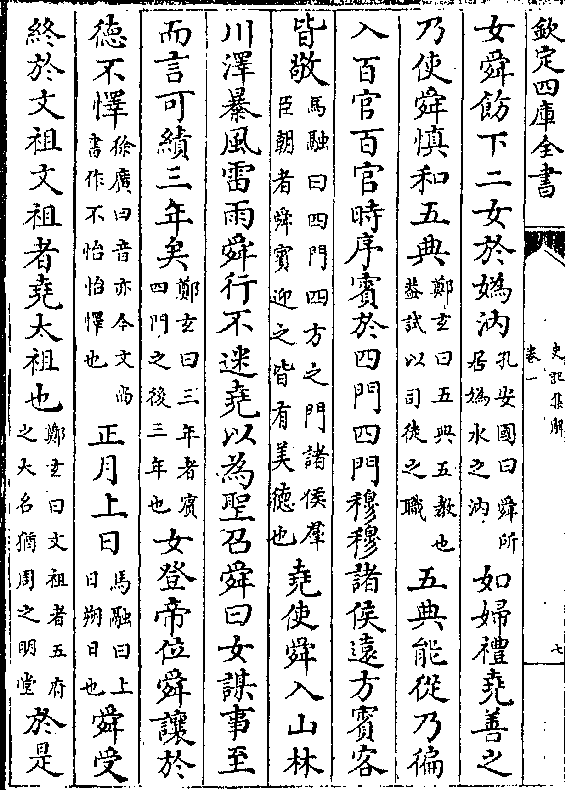 欽定四庫全書
史記集解
卷一
七
女舜飭下二女於嬀汭孔安國曰舜所居嬀水之汭如婦禮堯善之
乃使舜慎和五典鄭玄曰五典五教也葢試以司徒之職五典能從乃徧
入百官百官時序賓於四門四門穆穆諸侯遠方賓客
皆敬馬融曰四門四方之門諸侯羣臣朝者舜賓迎之皆有美德也堯使舜入山林
川澤暴風雷雨舜行不迷堯以為聖召舜曰女謀事至
而言可績三年矣鄭玄曰三年者賓四門之後三年也女登帝位舜讓於
德不懌徐廣曰音亦今文尚書作不怡怡懌也正月上日馬融曰上日朔日也舜受
終於文祖文祖者堯太祖也鄭玄曰文祖者五府之大名猶周之明堂於是